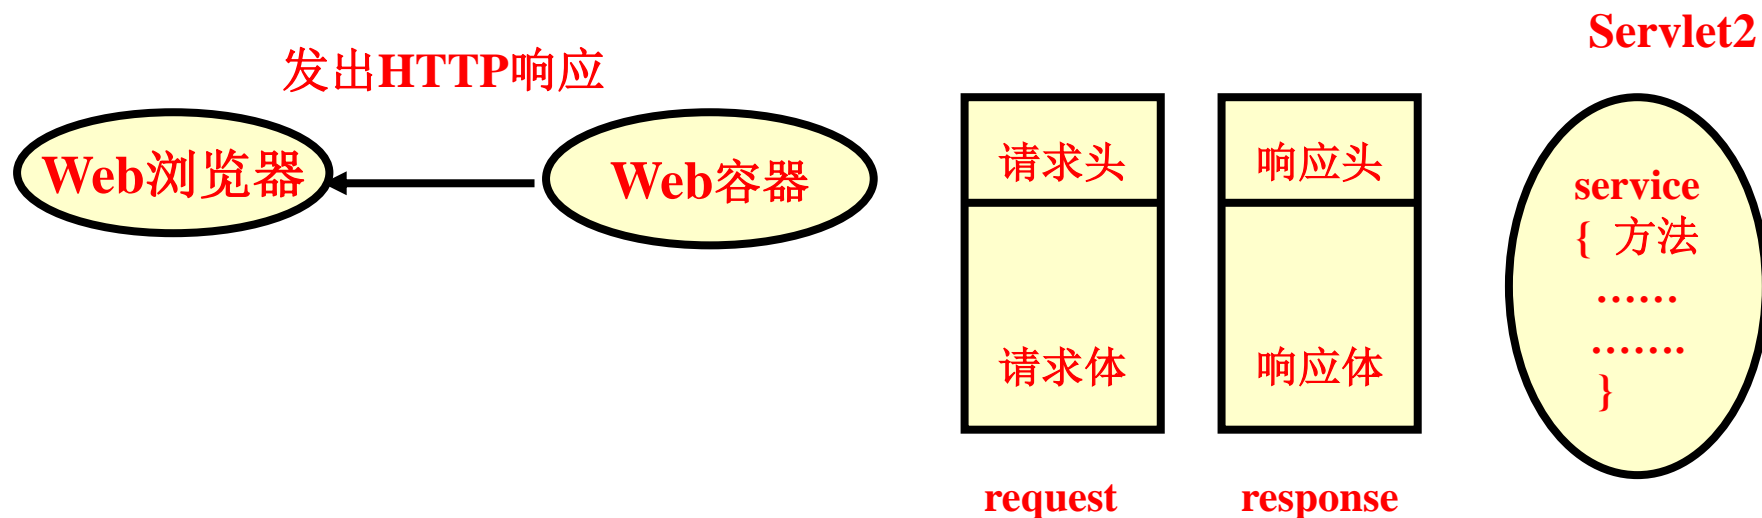 Servlet2
发出HTTP响应
Web浏览器
Web容器
请求头
响应头
service
{ 方法
……
…….
}
请求体
响应体
request
response